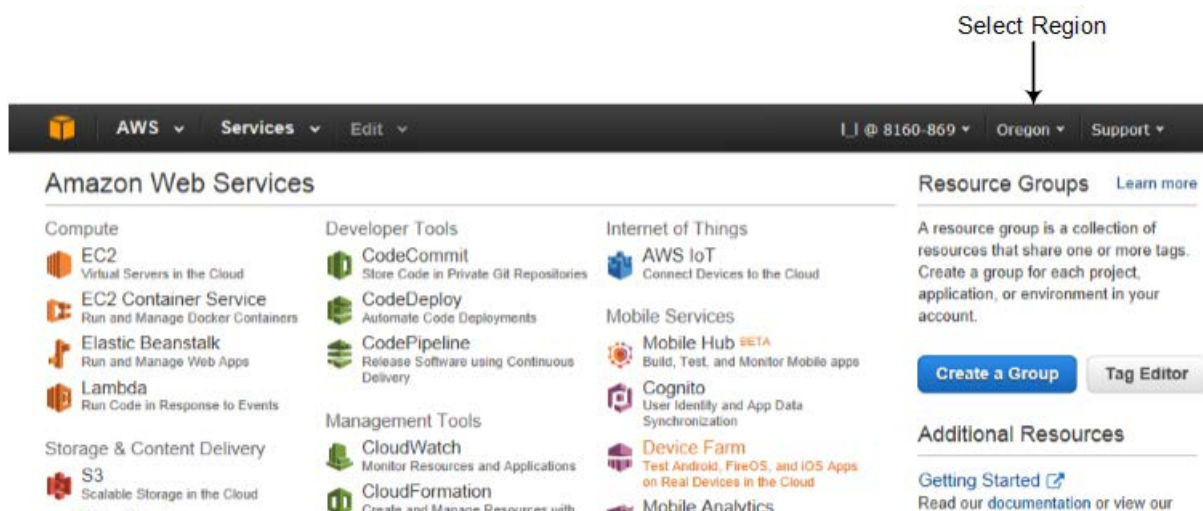 Select Region
AWS Services Edit I_I @ 8160-869 Oregon Support
Amazon Web Services
Compute
EC2
Virtual Servers in the Cloud
EC2 Container Service
Run and Manage Docker Containers
Elastic Beanstalk
Run and Manage Web Apps
Lambda
Run Code in Response to Events
Storage & Content Delivery
S3
Scalable Storage in the Cloud
Developer Tools
CodeCommit
Store Code in Private Git Repositories
CodeDeploy
Automate Code Deployments
CodePipeline
Release Software using Continuous
Delivery
Management Tools
CloudWatch
Monitor Resources and Applications
CloudFormation
Create and Manage Resources with
Internet of Things
AWS IoT
Connect Devices to the Cloud
Mobile Services
Mobile Hub BETA
Build, Test, and Monitor Mobile apps
Cognito
User Identity and App Data
Synchronization
Device Farm
Test Android, FireOS, and iOS Apps
on Real Devices in the Cloud
Mobile Analytics
Resource Groups Learn more
A resource group is a collection of
resources that share one or more tags.
Create a group for each project,
application, or environment in your
account.
Create a Group Tag Editor
Additional Resources
Getting Started
Read our documentation or view our